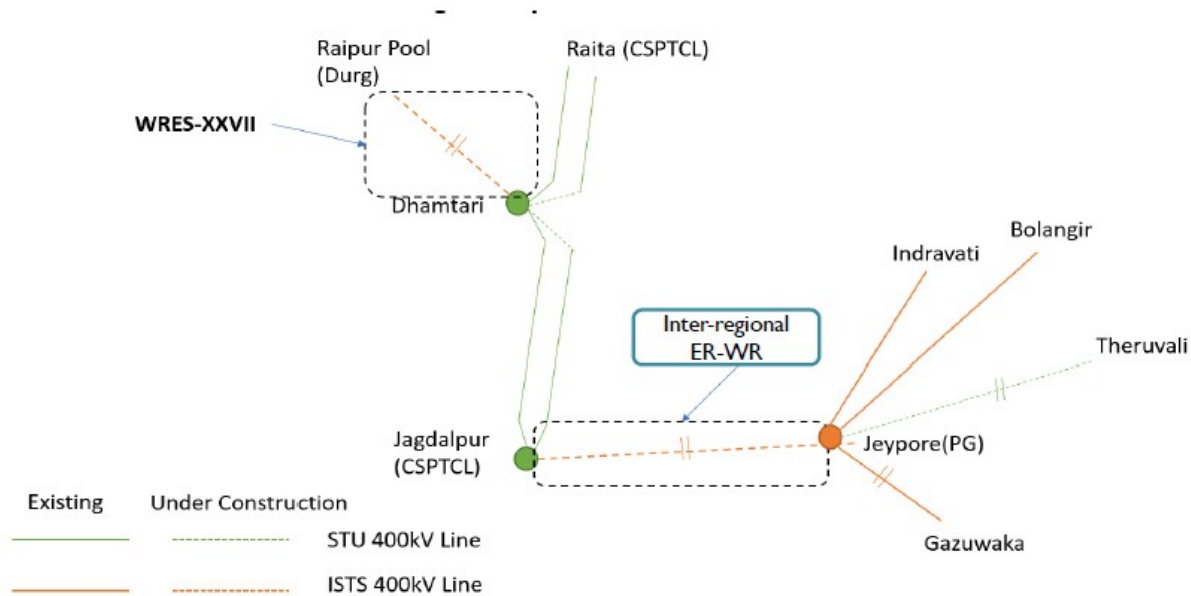 Raipur Pool
(Durg)
Raita (CSPTCL)
WRES-XXVII
Dhamtari
Bolangir
Indravati
Inter-regional
ER-WR
Theruvali
Jagdalpur
(CSPTCL)
Jeypore(PG)
Existing
Under Construction
Gazuwaka
STU 400kV Line
ISTS 400kV Line